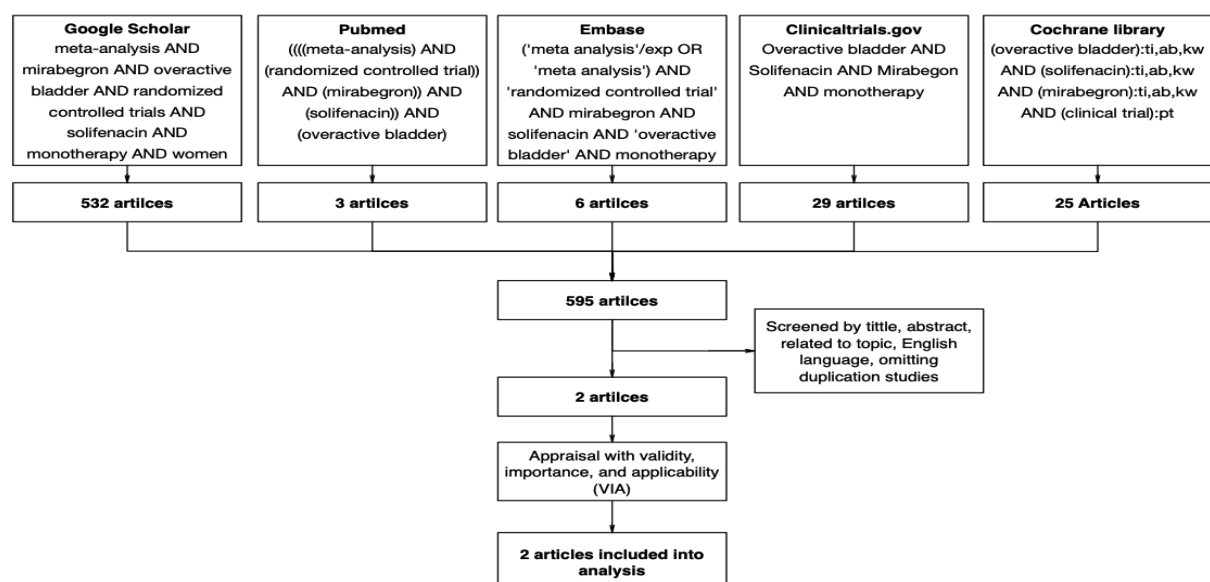 Google Scholar
meta-analysis AND
mirabegron AND overactive
bladder AND randomized
controlled trials AND
solifenacin AND
monotherapy AND women
Pubmed
((((meta-analysis) AND
(randomized controlled trial))
AND (mirabegron)) AND
(solifenacin)) AND
(overactive bladder)
Embase
('meta analysis'/exp OR
'meta analysis') AND
'randomized controlled trial'
AND mirabegron AND
solifenacin AND 'overactive
bladder' AND monotherapy
Clinicaltrials.gov
Overactive bladder AND
Solifenacin AND Mirabegon
AND monotherapy
Cochrane library
(overactive bladder):ti,ab,kw
AND (solifenacin):ti,ab,kw
AND (mirabegron):ti,ab,kw
AND (clinical trial):pt
532 artilces
3 artilces
6 artilces
29 artilces
25 Articles
595 artilces
Screened by tittle, abstract,
related to topic, English
language, omitting
duplication studies
2 artilces
Appraisal with validity,
importance, and applicability
(VIA)
2 articles included into
analysis